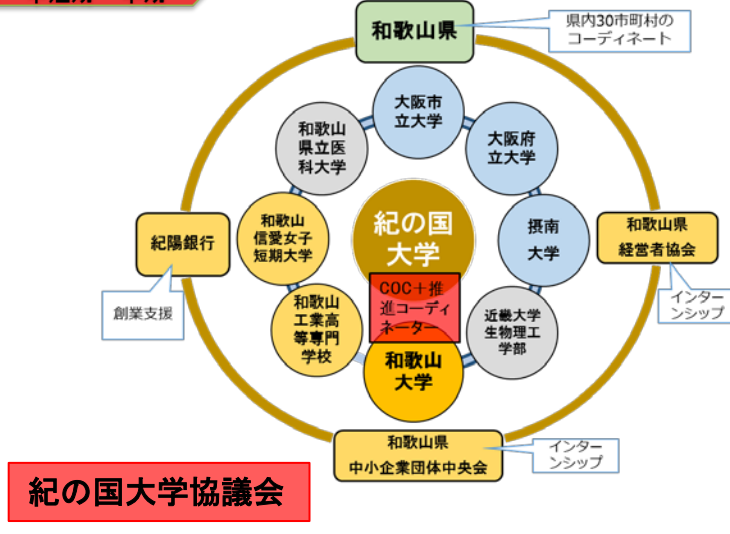 和歌山県
県内30市町村の
コーディネート
大阪市
立大学
和歌山
県立医
科大学
大阪府
立大学
紀陽銀行
和歌山
信愛女子
短期大学
紀の国
大学
摂南
大学
和歌山県
経営者協会
創業支援
インター
ンシップ
COC+推
進コーディ
ネーター
和歌山
工業高
等専門
学校
近畿大学
生物理工
学部
和歌山
大学
和歌山県
中小企業団体中央会
インター
ンシップ
紀の国大学協議会